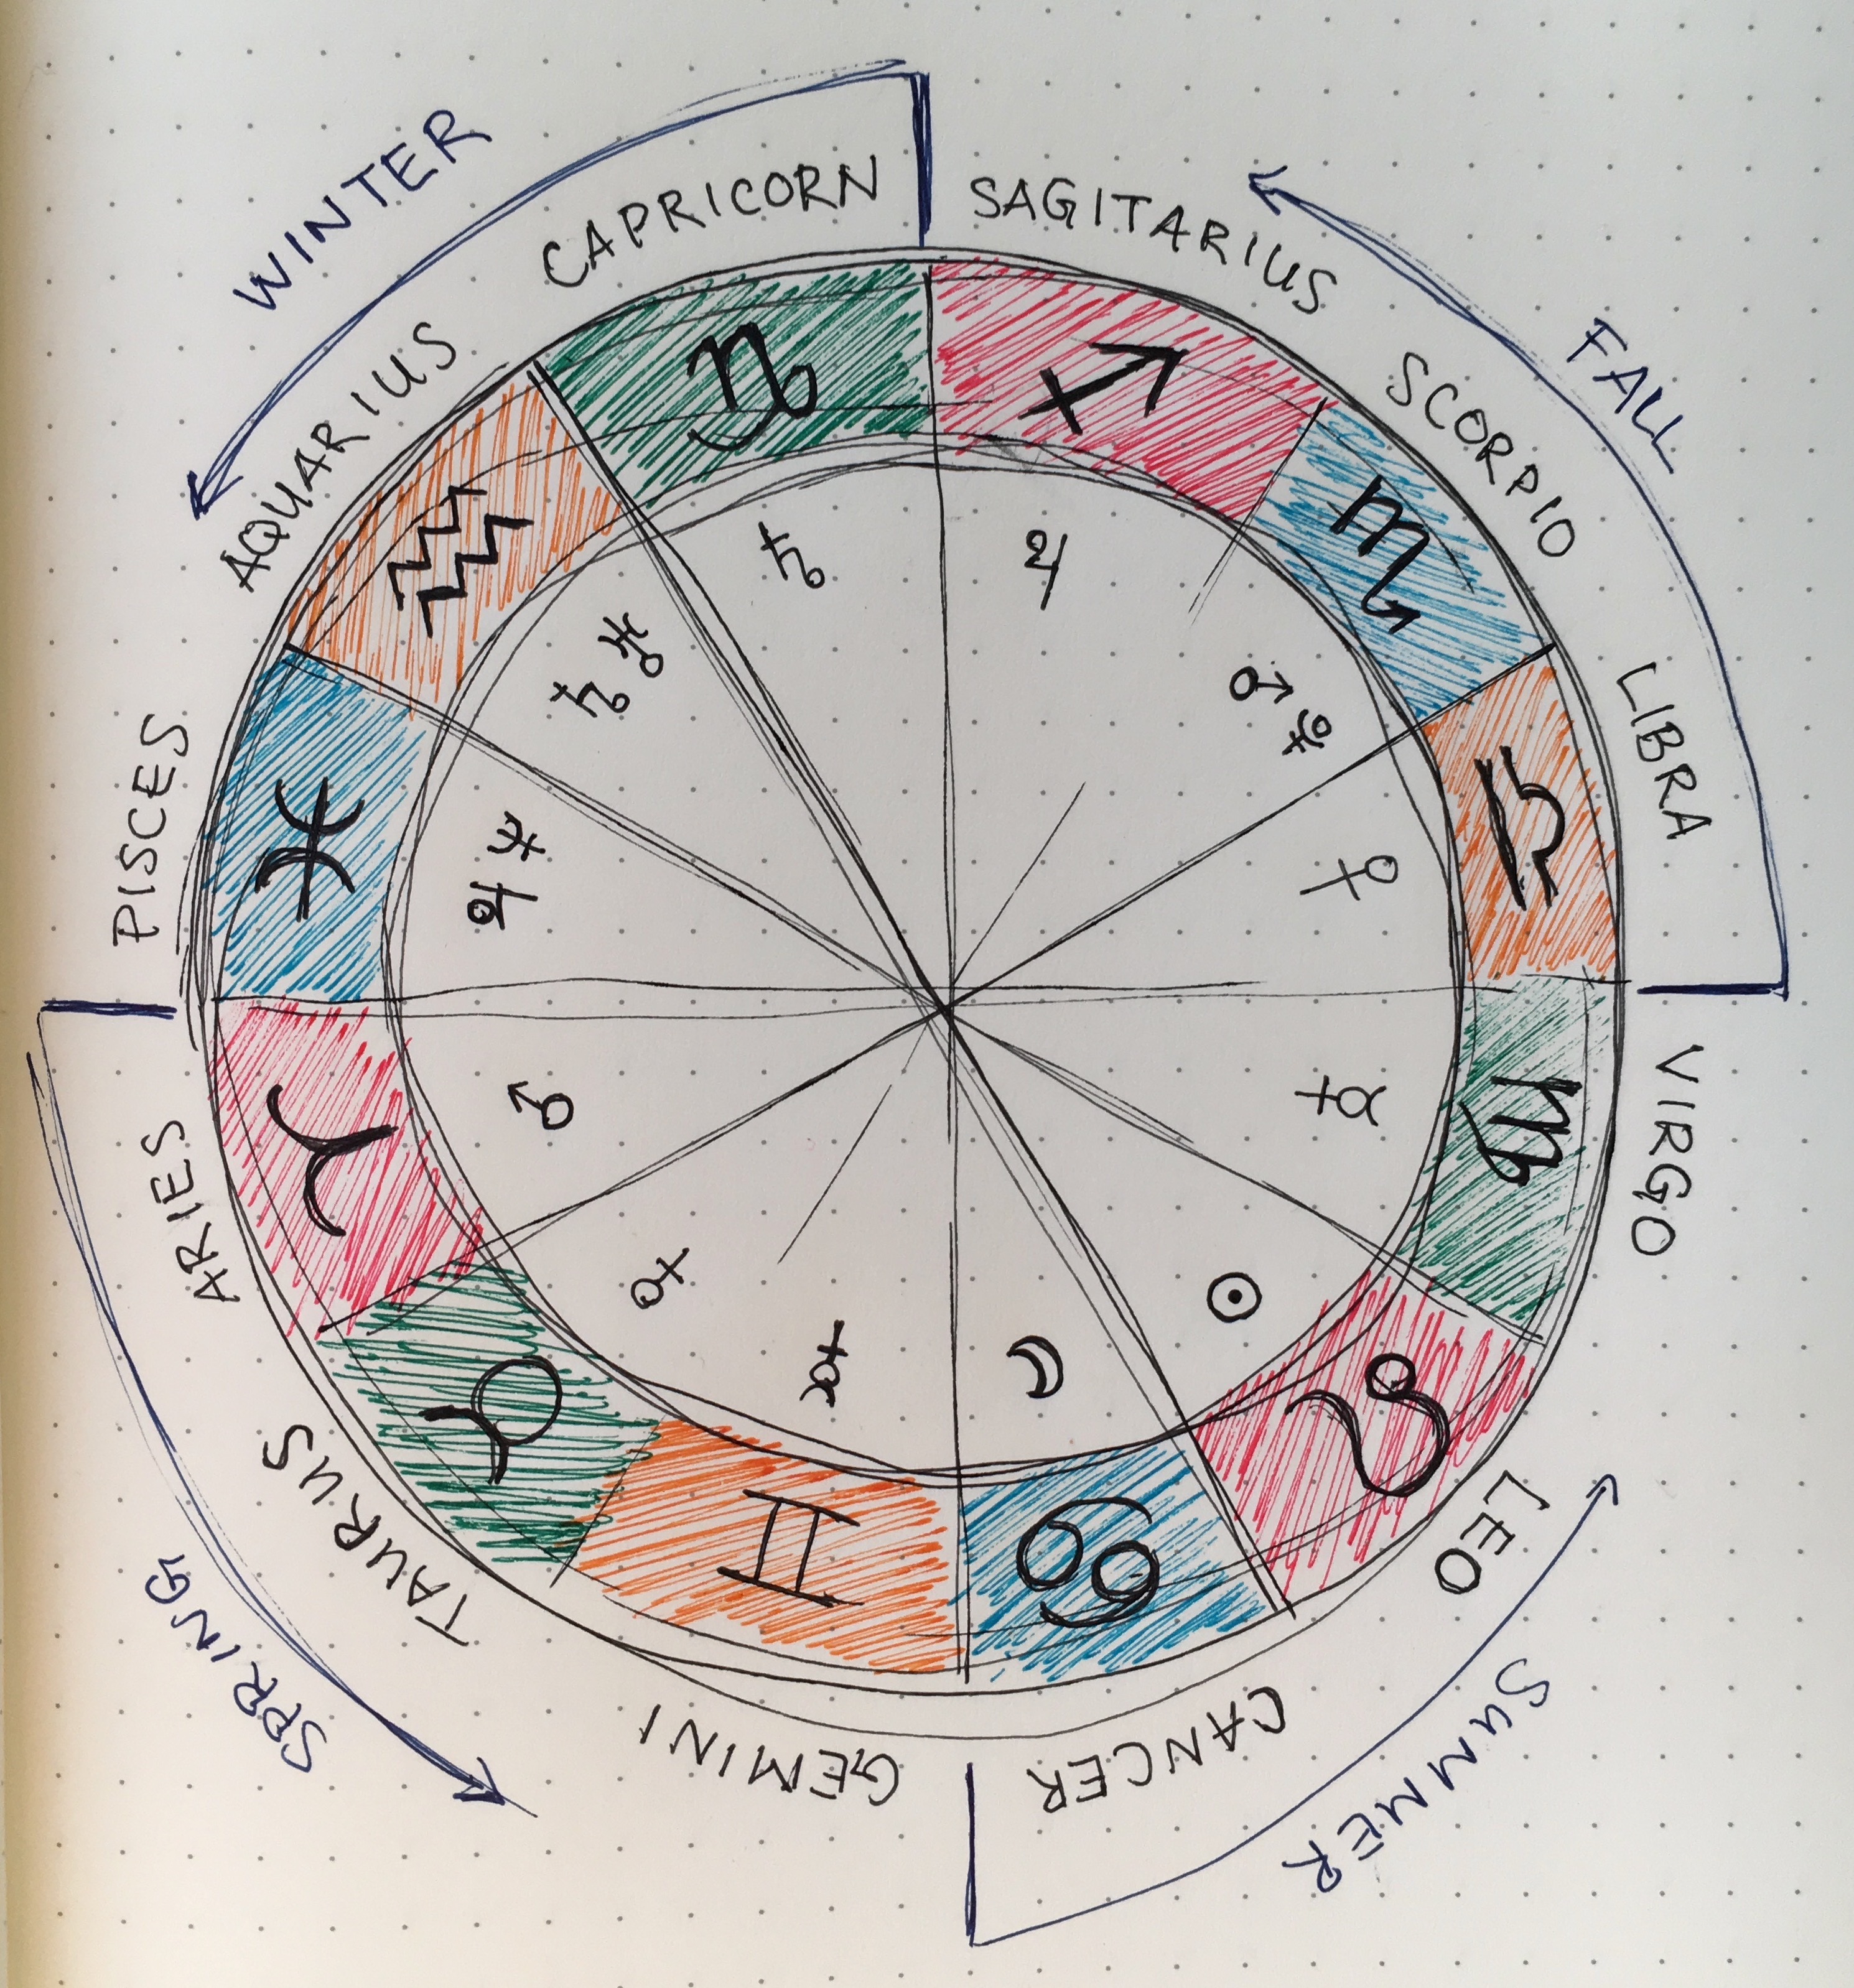 WINTER
CAPRICORN
SAGITARIUS
FALL
SCORPIO
LIBRA
AQUARIUS
PISCES
♑
♐
♏
♎
♒
♓
♄
♃
♄ ♅
♂
♀
♃
♂
☿
♀
☿
☽
☉
♈
♉
♊
♋
♌
♍
VIRGO
ARIES
TAURUS
LEO
SPRING
GEMINI
CANCER
SUMMER